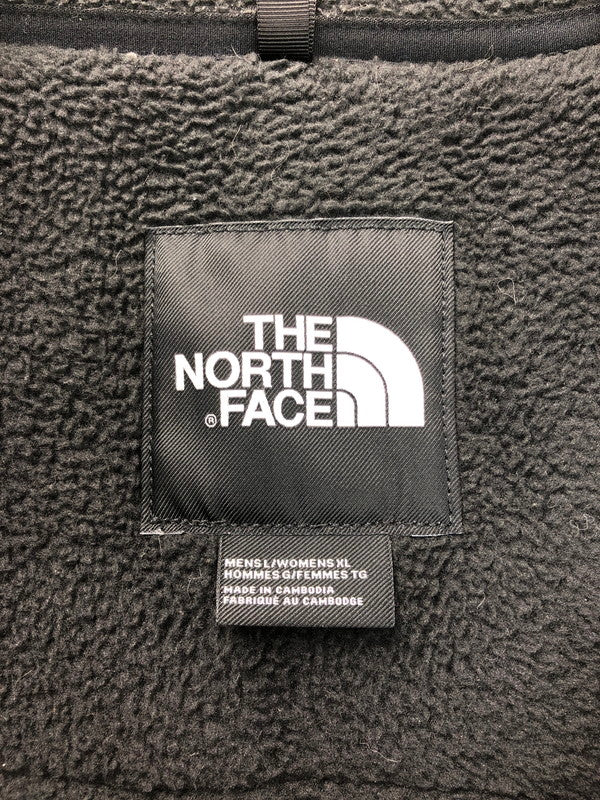 THE
NORTH
® FACE
MENS L/WOMENS XL
HOMMES G/FEMMES TG
MADE IN CAMBODIA
FABRIQUÉ AU CAMBODGE